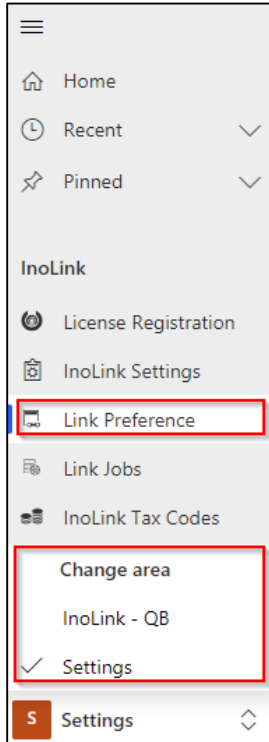 Home
Recent
Pinned
InoLink
License Registration
InoLink Settings
Link Preference
Link Jobs
InoLink Tax Codes
Change area
InoLink - QB
Settings
S Settings